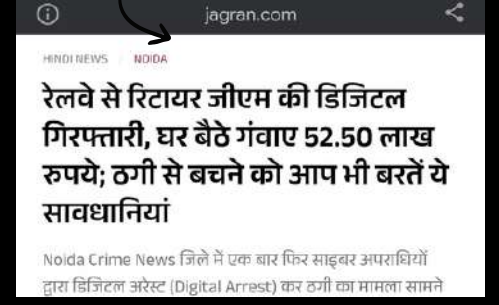 jagran.com
HINDI NEWS NOIDA
रेलवे से रिटायर जीएम की डिजिटल
गिरफ्तारी, घर बैठे गंवाए 52.50 लाख
रुपये; ठगी से बचने को आप भी बरतें ये
सावधानियां
Noida Crime News जिले में एक बार फिर साइबर अपराधियों
द्वारा डिजिटल अरेस्ट (Digital Arrest) कर ठगी का मामला सामने